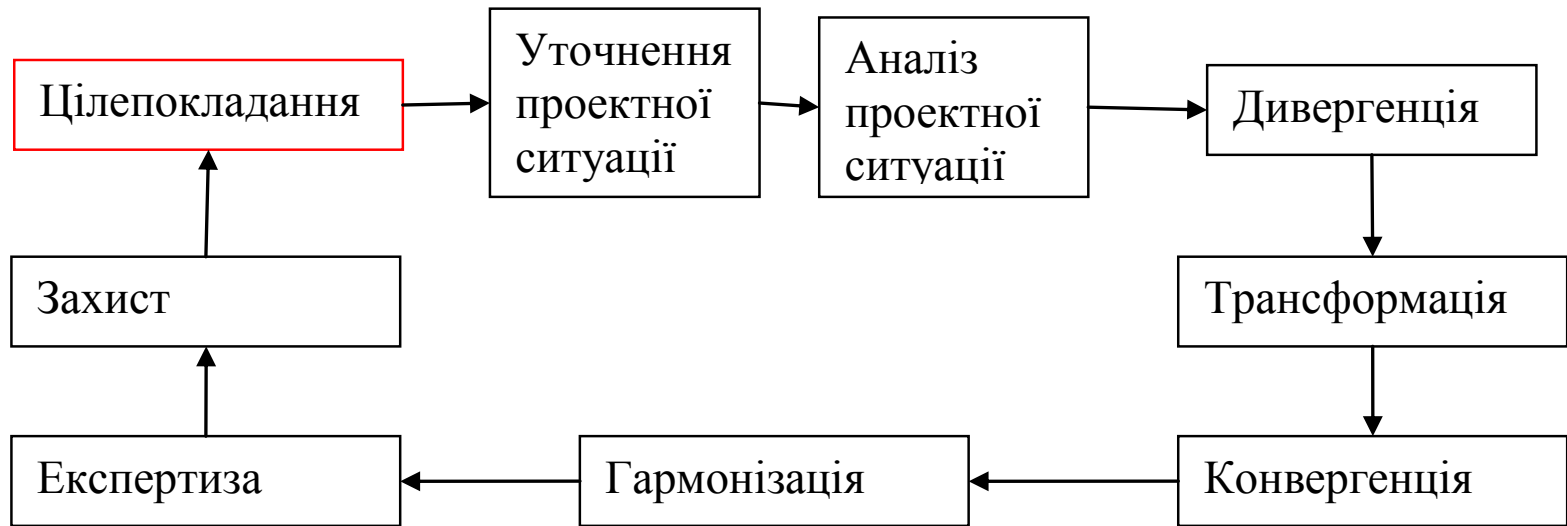 Цілепокладання
Уточнення
проектної
ситуації
Аналіз
проектної
ситуації
Дивергенція
Трансформація
Конвергенція
Гармонізація
Експертиза
Захист